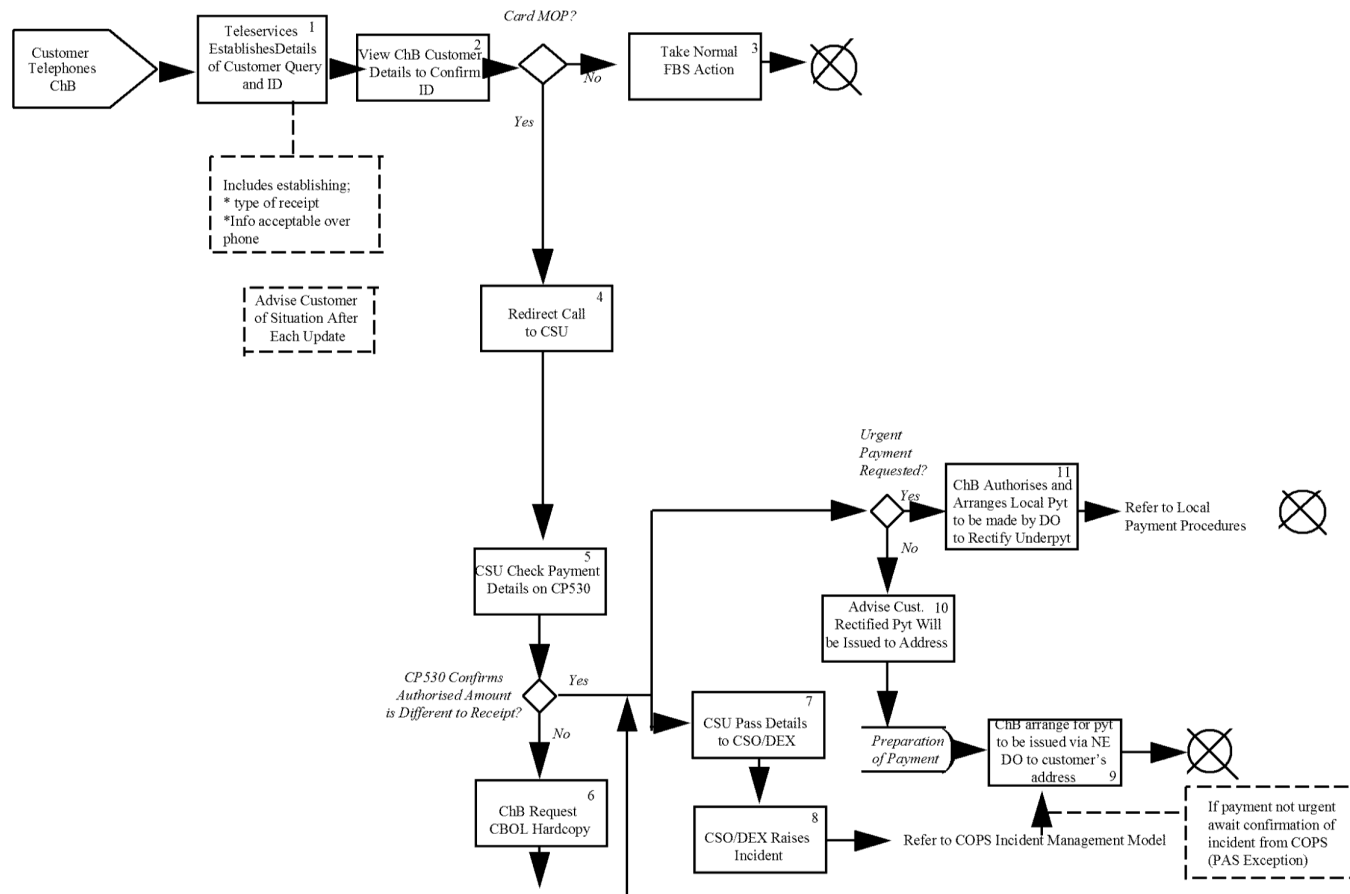 Card MOP?
Customer
Telephones
ChB
1
Teleservices
EstablishesDetails
of Customer Query
and ID
2
View ChB Customer
Details to Confirm
ID
No
3
Take Normal
FBS Action
Yes
Includes establishing;
* type of receipt
*Info acceptable over
phone
Advise Customer
of Situation After
Each Update
4
Redirect Call
to CSU
Urgent
Payment
Requested?
Yes
11
ChB Authorises and
Arranges Local Pyt
to be made by DO
to Rectify Underpyt
Refer to Local
Payment Procedures
No
5
CSU Check Payment
Details on CP530
Advise Cust. 10
Rectified Pyt Will
be Issued to Address
CP530 Confirms
Authorised Amount
is Different to Receipt?
Yes
No
7
CSU Pass Details
to CSO/DEX
Preparation
of Payment
ChB arrange for pyt
to be issued via NE
DO to customer's
address 9
6
ChB Request
CBOL Hardcopy
8
CSO/DEX Raises
Incident
Refer to COPS Incident Management Model
If payment not urgent
await confirmation of
incident from COPS
(PAS Exception)